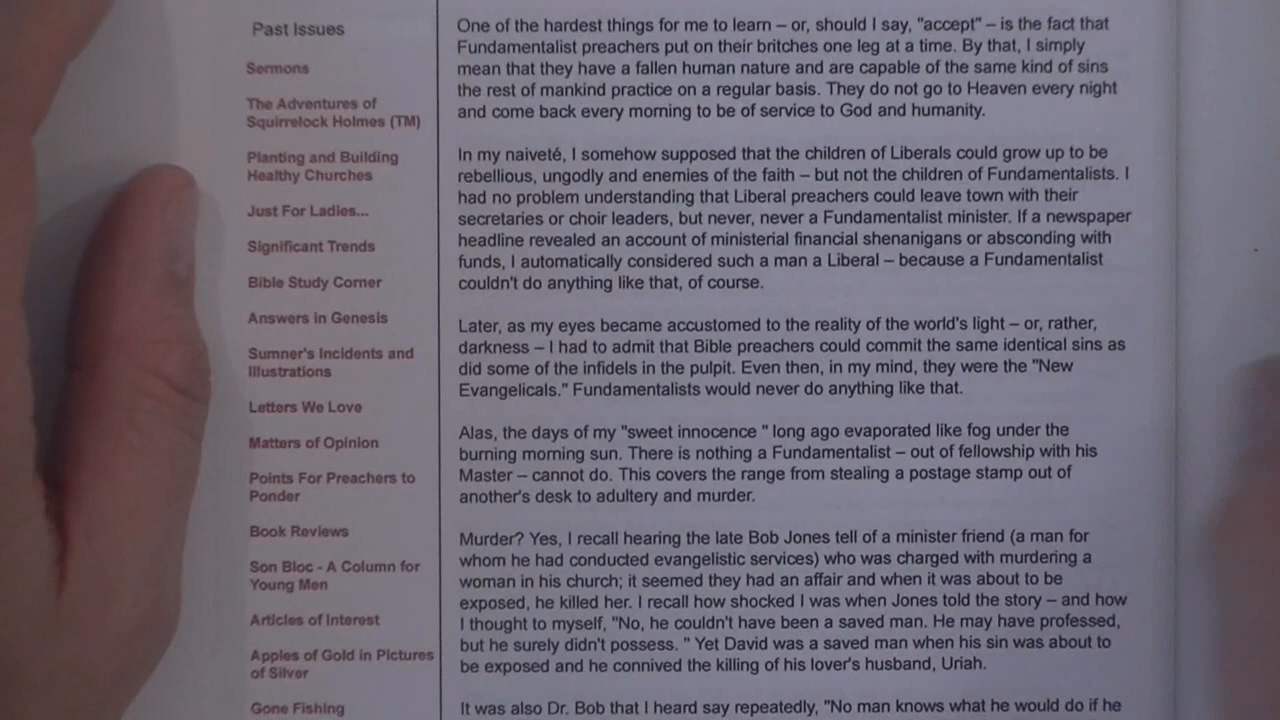 Past Issues
Sermons
The Adventures of
Squirrelock Holmes (TM)
Planting and Building
Healthy Churches
Just For Ladies...
Significant Trends
Bible Study Corner
Answers in Genesis
Sumner's Incidents and
Illustrations
Letters We Love
Matters of Opinion
Points For Preachers to
Ponder
Book Reviews
Son Bloc - A Column for
Young Men
Articles of Interest
Apples of Gold in Pictures
of Silver
Gone Fishing
One of the hardest things for me to learn – or, should I say, "accept" – is the fact that
Fundamentalist preachers put on their britches one leg at a time. By that, I simply
mean that they have a fallen human nature and are capable of the same kind of sins
the rest of mankind practice on a regular basis. They do not go to Heaven every night
and come back every morning to be of service to God and humanity.
In my naiveté, I somehow supposed that the children of Liberals could grow up to be
rebellious, ungodly and enemies of the faith – but not the children of Fundamentalists. I
had no problem understanding that Liberal preachers could leave town with their
secretaries or choir leaders, but never, never a Fundamentalist minister. If a newspaper
headline revealed an account of ministerial financial shenanigans or absconding with
funds, I automatically considered such a man a Liberal – because a Fundamentalist
couldn't do anything like that, of course.
Later, as my eyes became accustomed to the reality of the world's light – or, rather,
darkness – I had to admit that Bible preachers could commit the same identical sins as
did some of the infidels in the pulpit. Even then, in my mind, they were the "New
Evangelicals." Fundamentalists would never do anything like that.
Alas, the days of my "sweet innocence " long ago evaporated like fog under the
burning morning sun. There is nothing a Fundamentalist – out of fellowship with his
Master – cannot do. This covers the range from stealing a postage stamp out of
another's desk to adultery and murder.
Murder? Yes, I recall hearing the late Bob Jones tell of a minister friend (a man for
whom he had conducted evangelistic services) who was charged with murdering a
woman in his church; it seemed they had an affair and when it was about to be
exposed, he killed her. I recall how shocked I was when Jones told the story – and how
I thought to myself, "No, he couldn't have been a saved man. He may have professed,
but he surely didn't possess. " Yet David was a saved man when his sin was about to
be exposed and he connived the killing of his lover's husband, Uriah.
It was also Dr. Bob that I heard say repeatedly, "No man knows what he would do if he